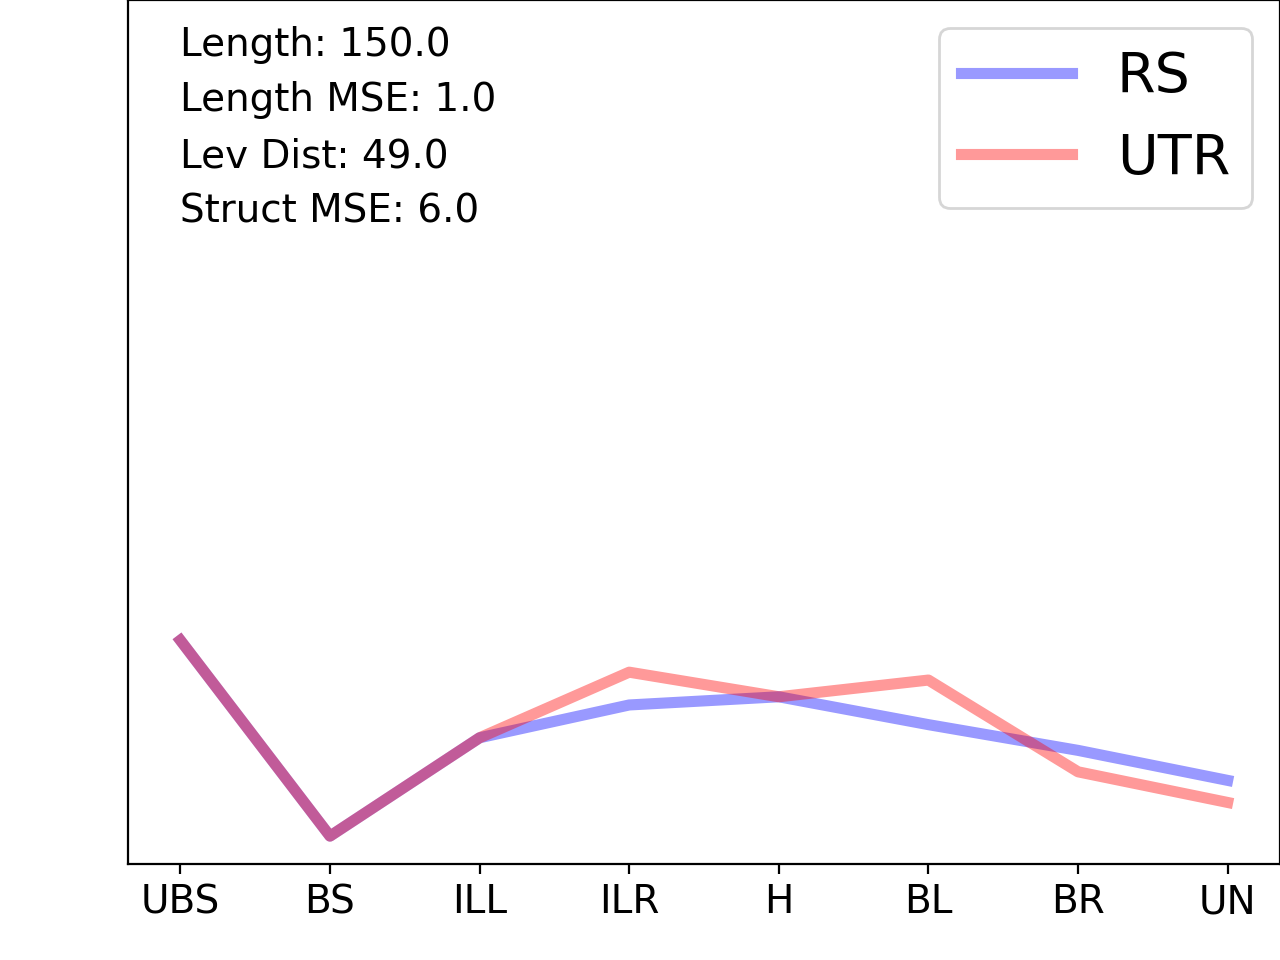 Length: 150.0
Length MSE: 1.0
Lev Dist: 49.0
Struct MSE: 6.0
RS
UTR
UBS BS ILL ILR H BL BR UN